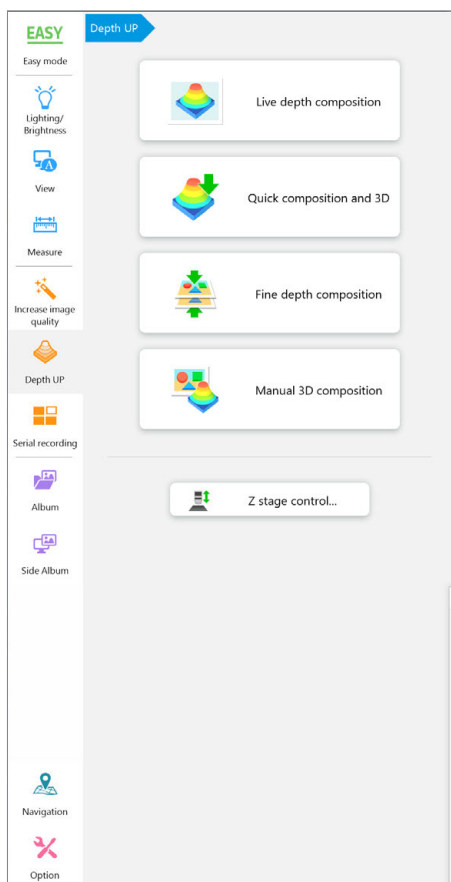 EASY
Easy mode
Lighting/
Brightness
A
View
Measure
Increase image
quality
Depth UP
Serial recording
Album
Side Album
Navigation
Option
Depth UP
Live depth composition
Quick composition and 3D
Fine depth composition
Manual 3D composition
Z stage control...